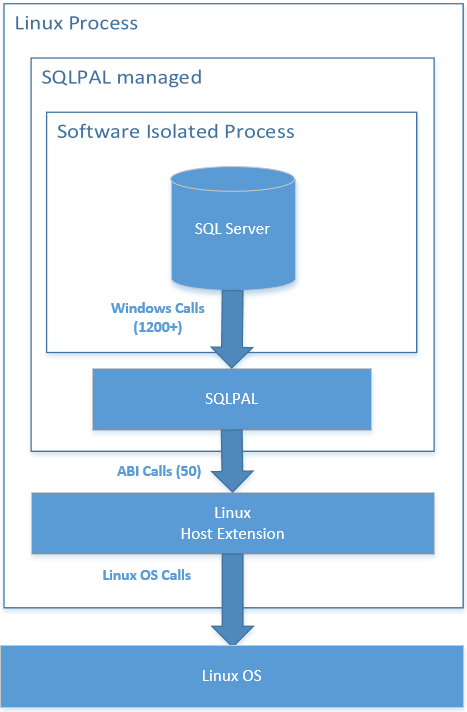 Linux Process
SQLPAL managed
Software Isolated Process
SQL Server
Windows Calls
(1200+)
SQLPAL
ABI Calls (50)
Linux
Host Extension
Linux OS Calls
Linux OS